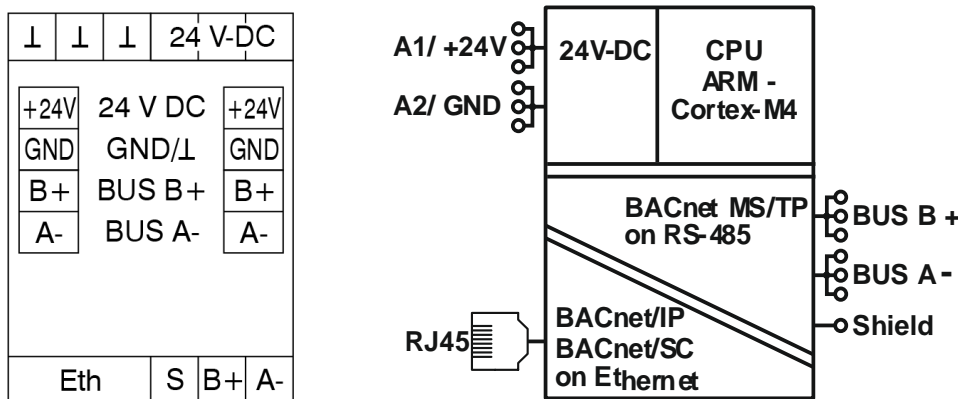 ⊥ ⊥ ⊥ 24 V-DC
+24V 24 V DC +24V
GND GND/⊥ GND
B+ BUS B+ B+
A- BUS A- A-
Eth S B+ A-
A1/ +24V
A2/ GND
24V-DC
CPU
ARM -
Cortex-M4
BACnet MS/TP
on RS-485
BUS B +
BUS A -
Shield
RJ45
BACnet/IP
BACnet/SC
on Ethernet